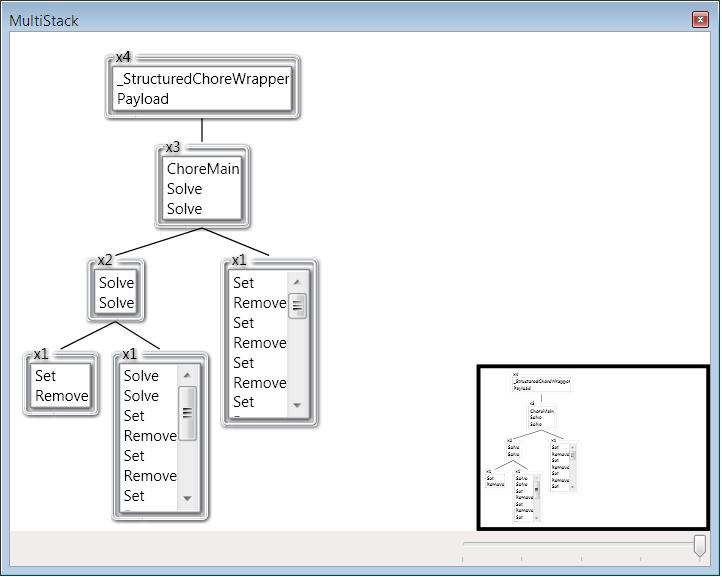 MultiStack
x4
_StructuredChoreWrapper
Payload
x3
ChoreMain
Solve
Solve
x2
Solve
Solve
x1
Set
Remove
Set
Remove
Set
Remove
Set
x1
Set
Remove
x1
Solve
Solve
Set
Remove
Set
Remove
Set
x4
_StructuredChoreWrapper
Payload
x3
ChoreMain
Solve
Solve
x2
Solve
Solve
x1
Set
Remove
Set
Remove
Set
Remove
Set
x1
Set
Remove
x1
Solve
Solve
Set
Remove
Set
Remove
Set